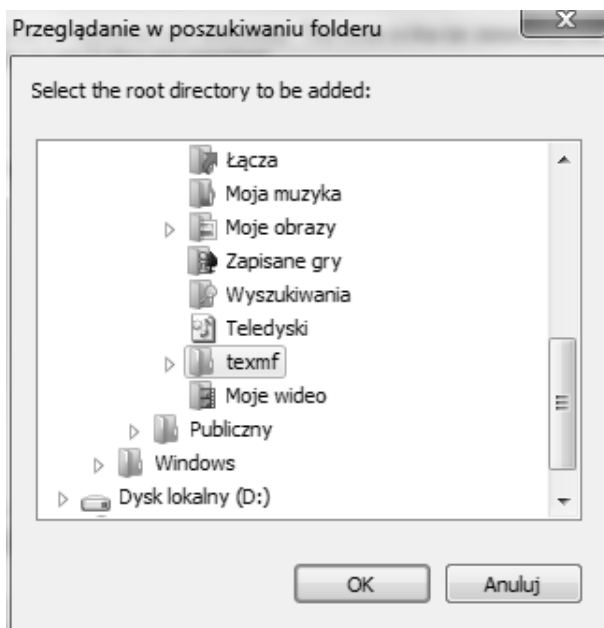 Przeglądanie w poszukiwaniu folderu
Select the root directory to be added:
Łącza
Moja muzyka
Moje obrazy
Zapisane gry
Wyszukiwania
Teledyski
texmf
Moje wideo
Publiczny
Windows
Dysk lokalny (D:)
OK
Anuluj